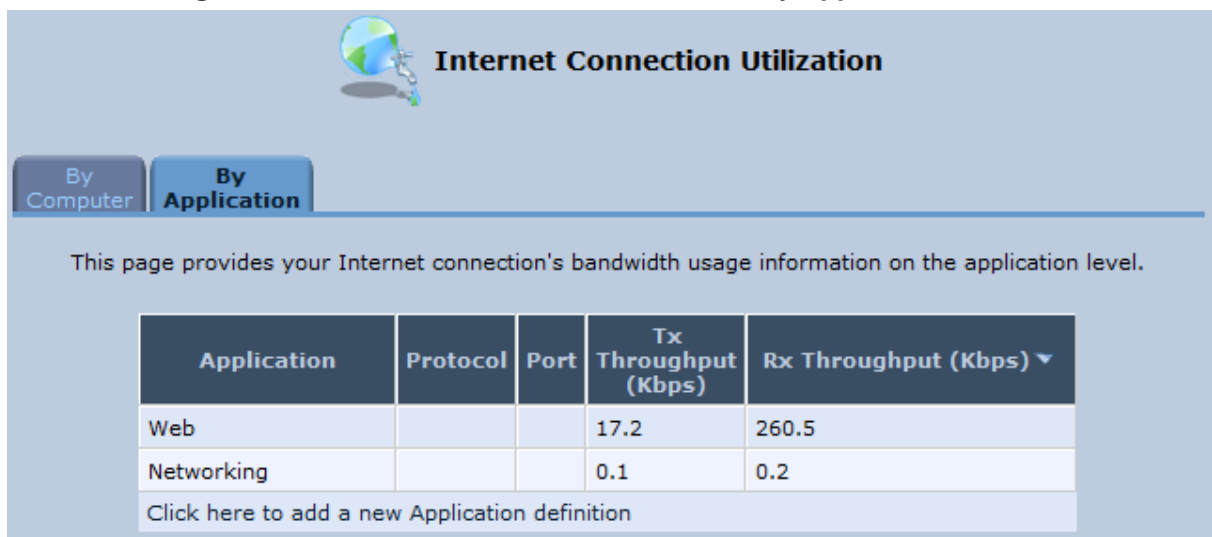 Internet Connection Utilization
By
Computer
By
Application
This page provides your Internet connection's bandwidth usage information on the application level.
Application Protocol Port Tx Throughput (Kbps) Rx Throughput (Kbps)
Web 17.2 260.5
Networking 0.1 0.2
Click here to add a new Application definition